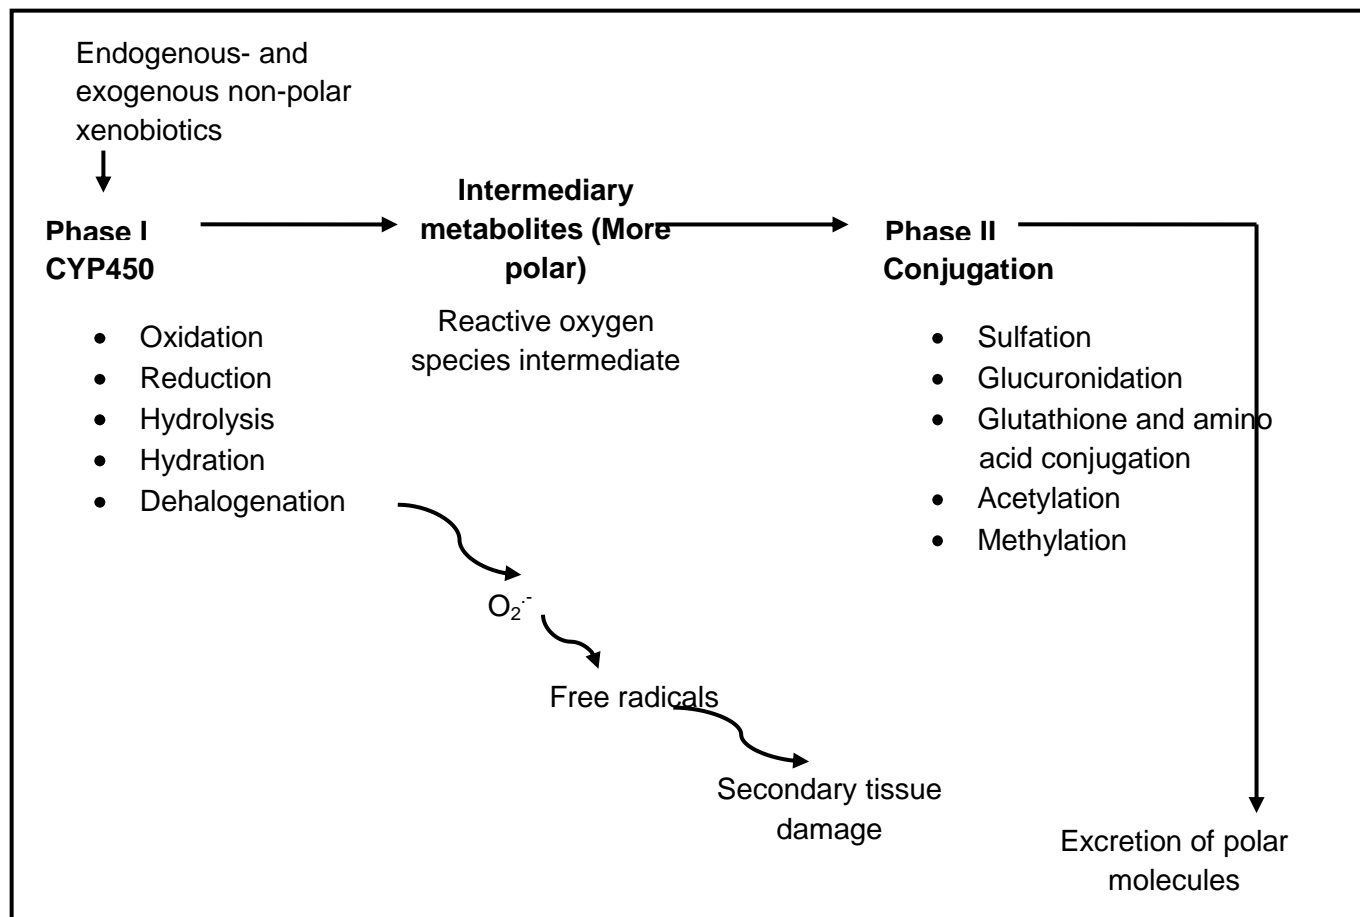 Endogenous- and
exogenous non-polar
xenobiotics
Phase I
CYP450
• Oxidation
• Reduction
• Hydrolysis
• Hydration
• Dehalogenation
Intermediary
metabolites (More
polar)
Reactive oxygen
species intermediate
Phase II
Conjugation
• Sulfation
• Glucuronidation
• Glutathione and amino
acid conjugation
• Acetylation
• Methylation
O₂·⁻
Free radicals
Secondary tissue
damage
Excretion of polar
molecules